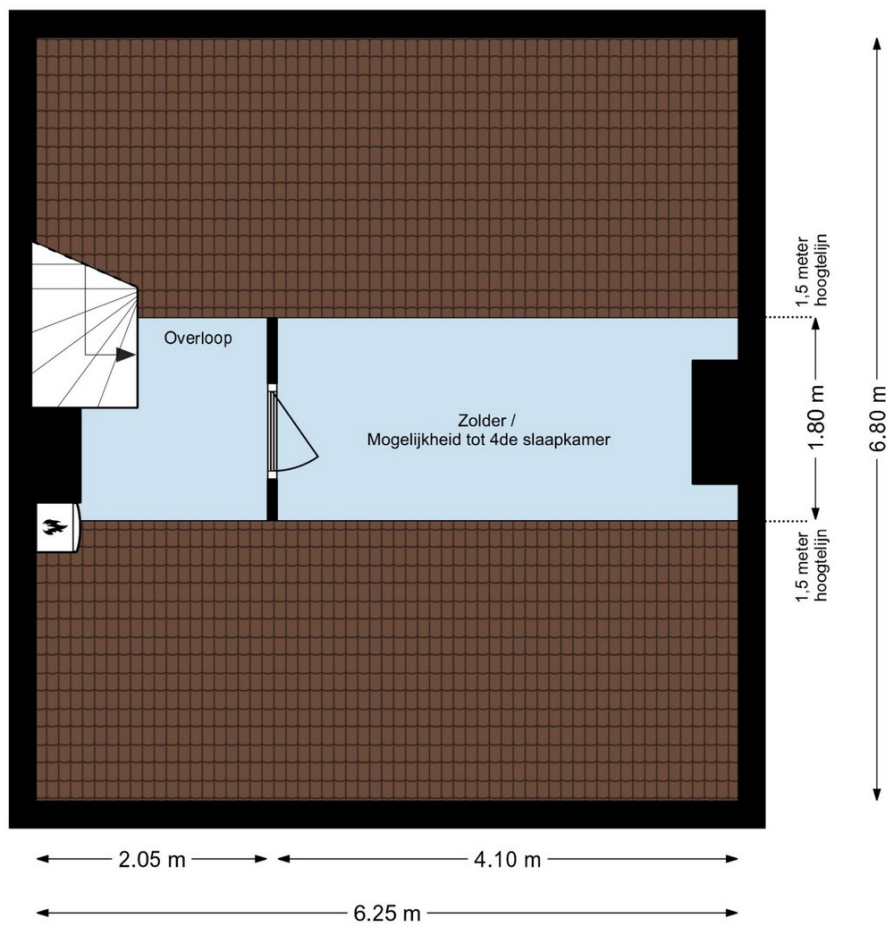 1,5 meter
hoogtelijn
Overloop
Zolder /
Mogelijkheid tot 4de slaapkamer
1.80 m
6.80 m
1,5 meter
hoogtelijn
2.05 m
4.10 m
6.25 m